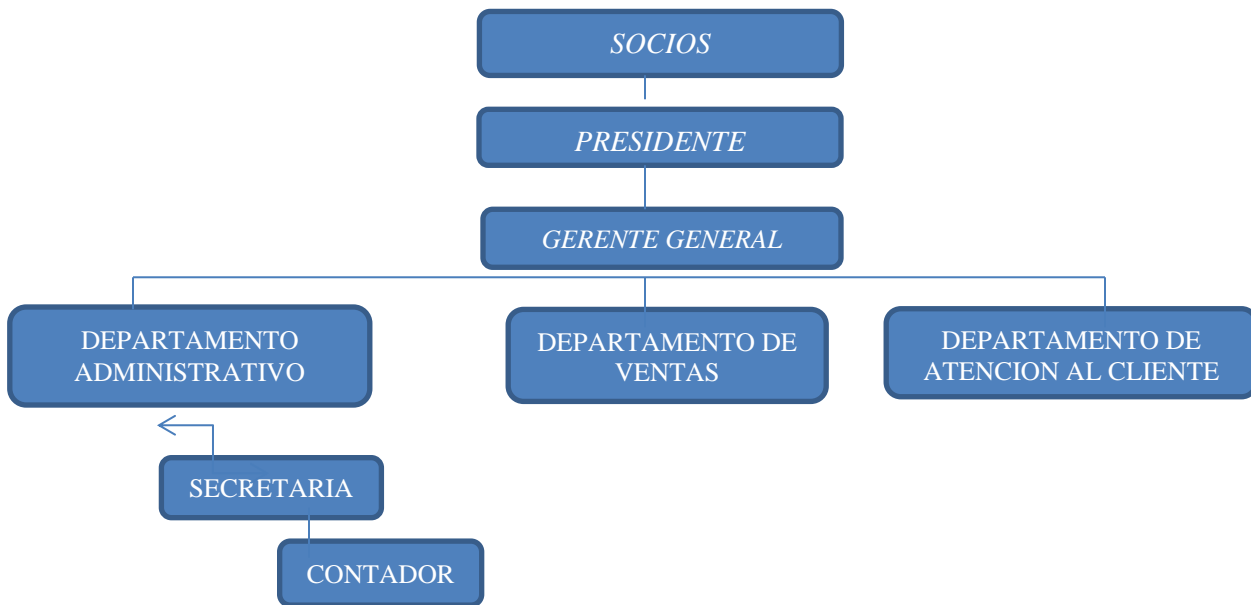 SOCIOS
PRESIDENTE
GERENTE GENERAL
DEPARTAMENTO
ADMINISTRATIVO
DEPARTAMENTO DE
VENTAS
DEPARTAMENTO DE
ATENCION AL CLIENTE
SECRETARIA
CONTADOR